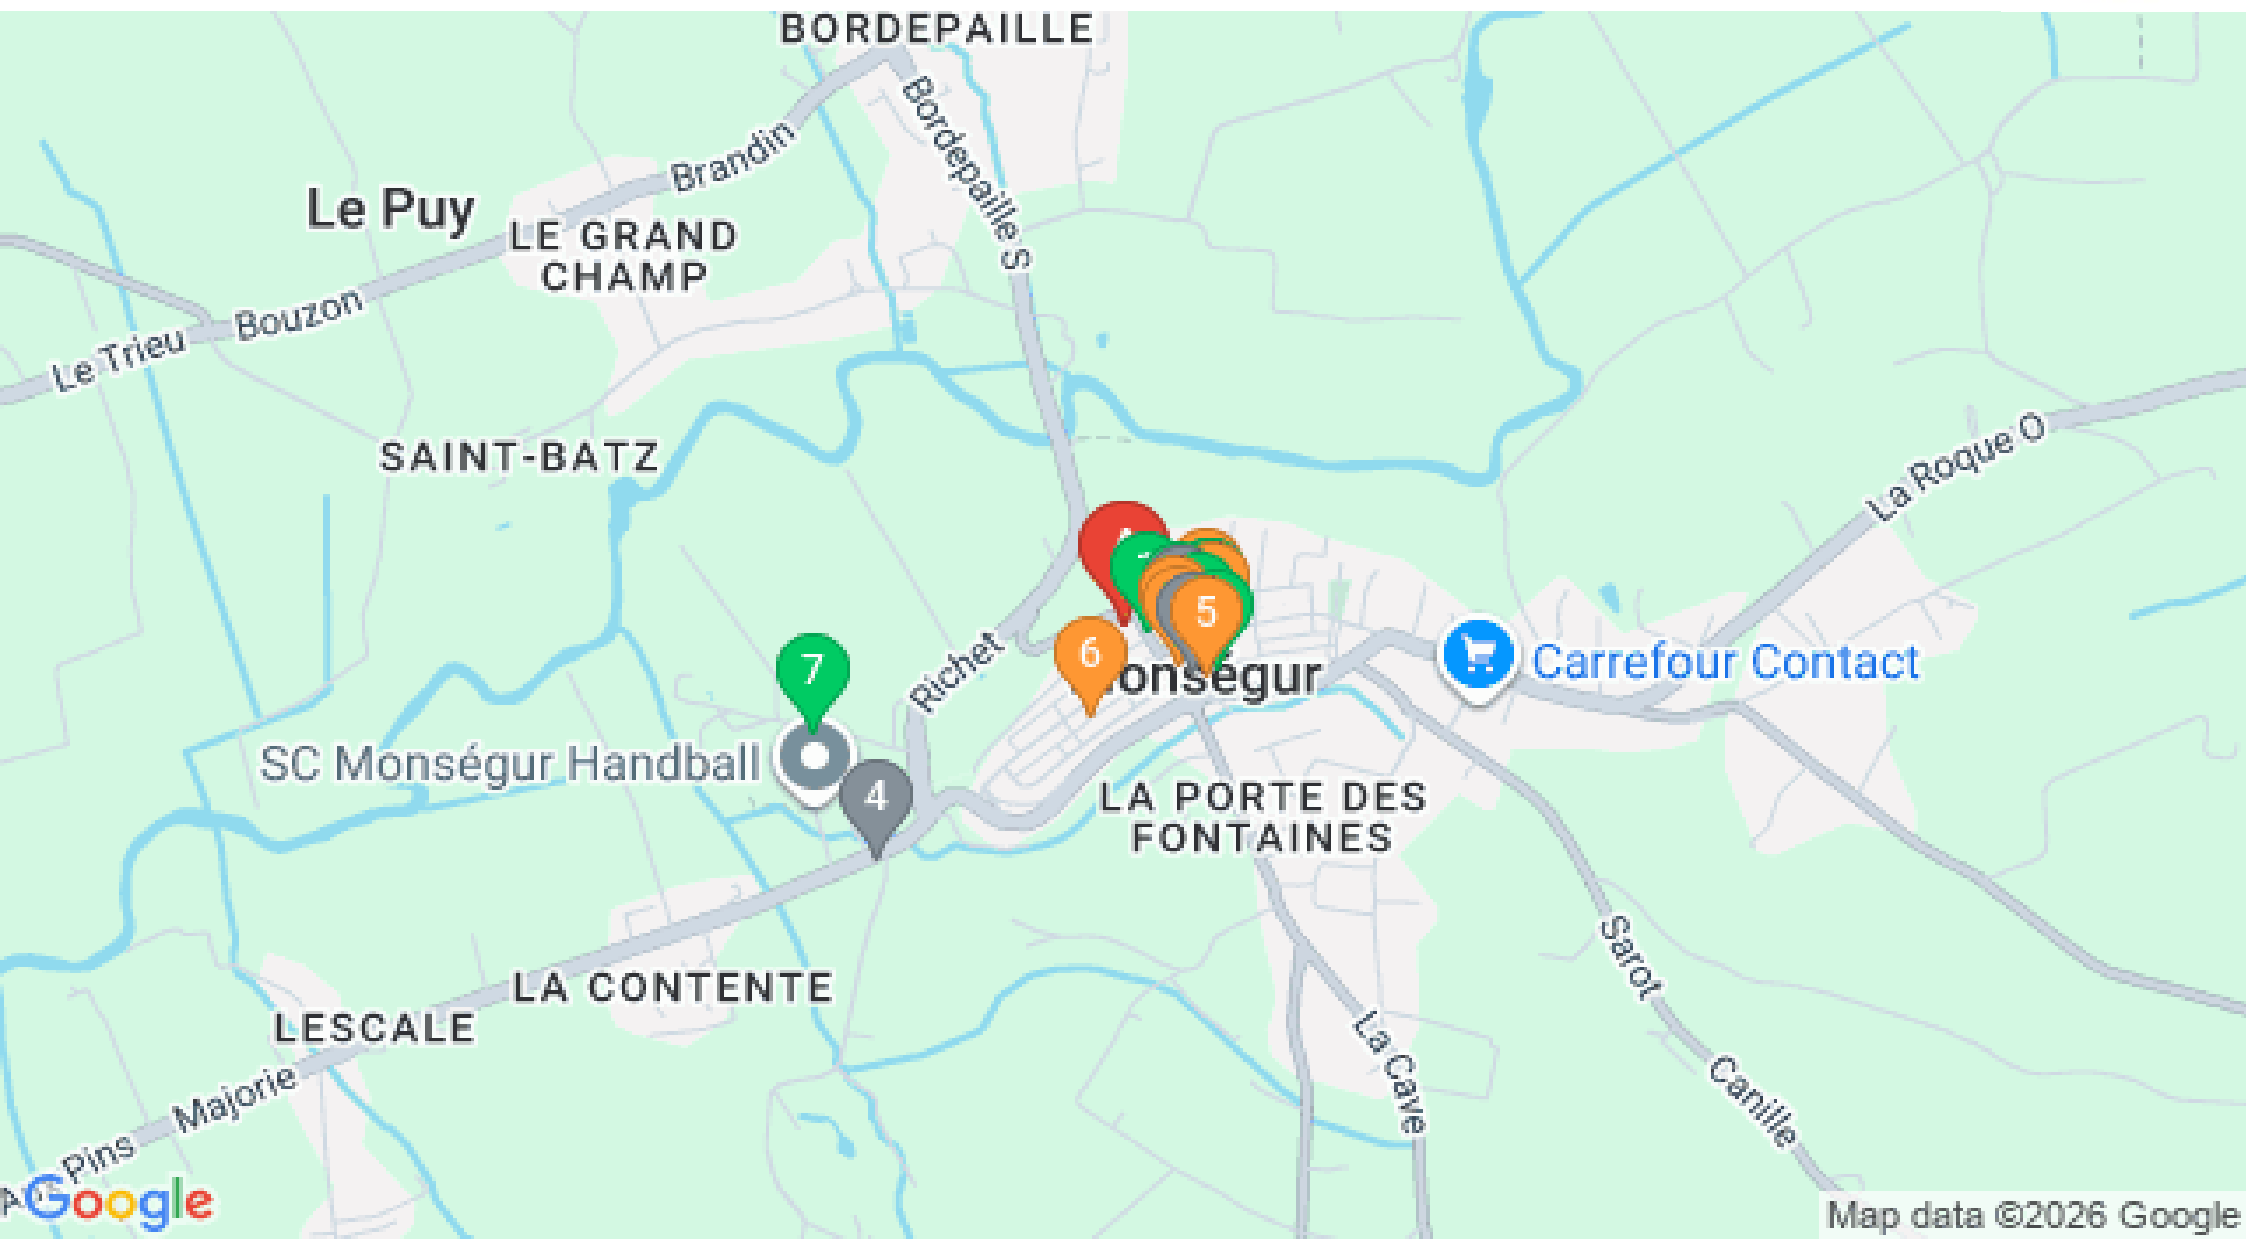 BORDEPAILLE
Bordepaille S
Brandin
Le Puy
LE GRAND
CHAMP
Bouzon
Le Trieu
SAINT-BATZ
La Roque O
5
6
Richet
7
Carrefour Contact
SC Monségur Handball
4
LA PORTE DES
FONTAINES
Sarot
LA CONTENTE
LESCALE
La Cave
Majorie
Canille
Pins
Google
Map data ©2026 Google